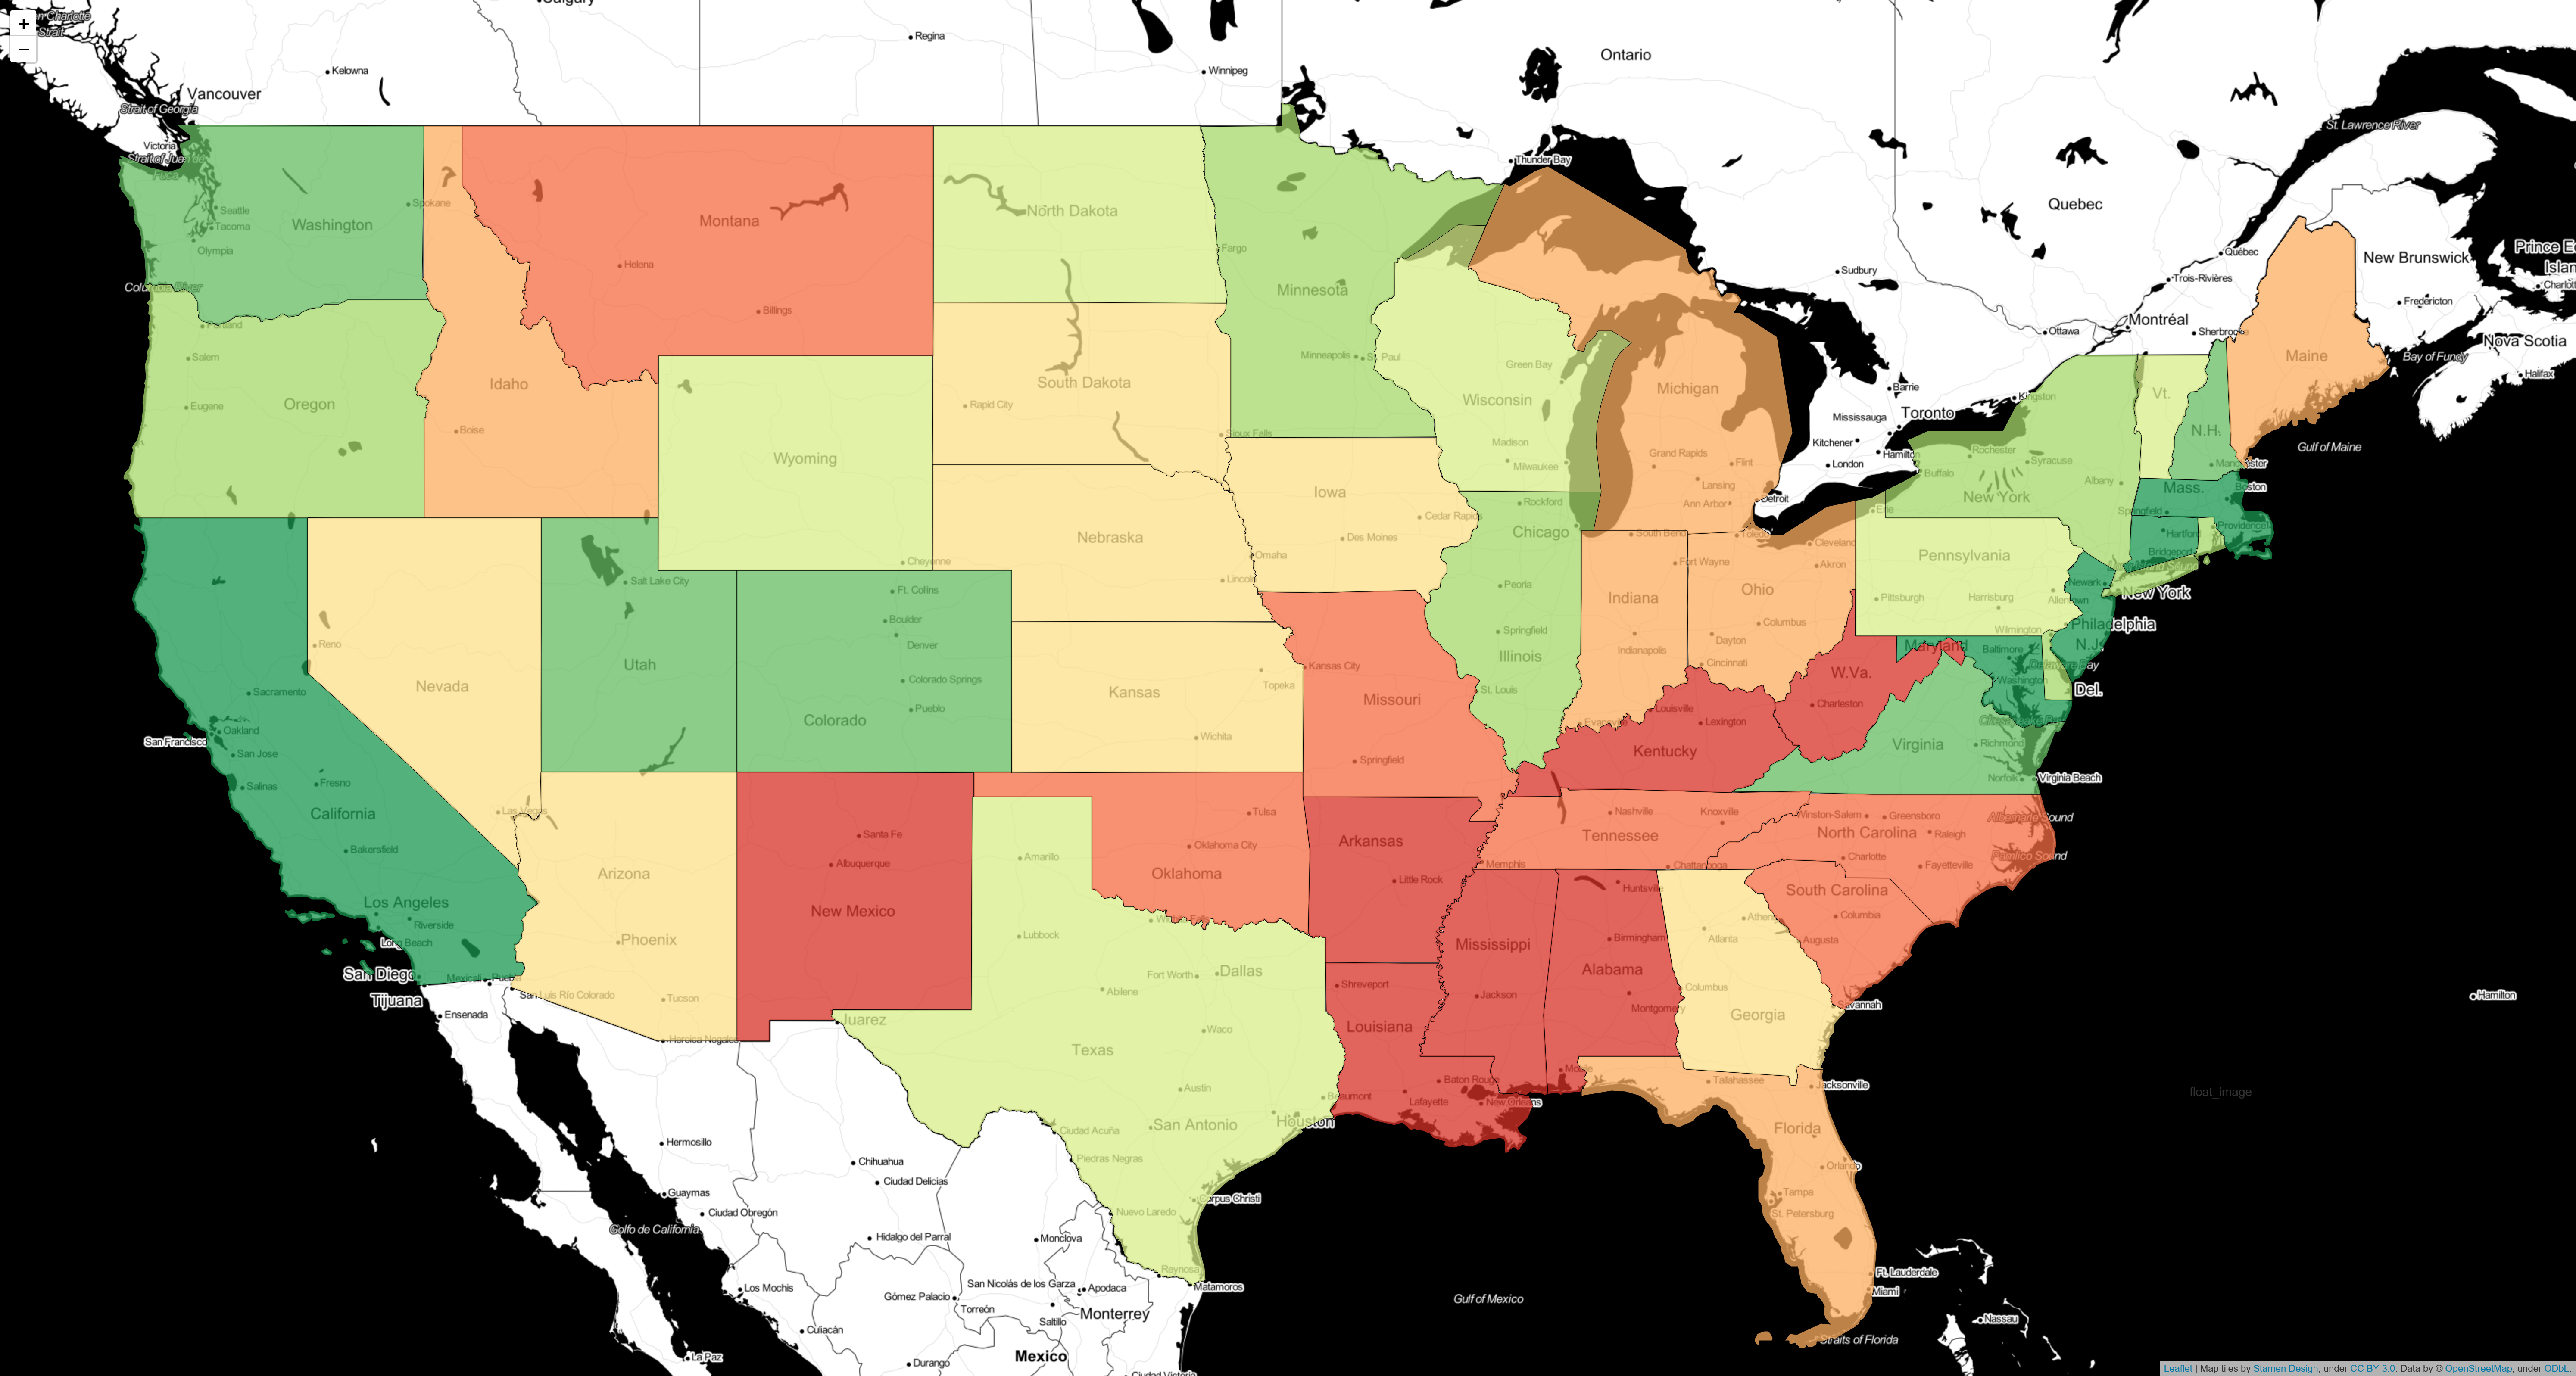 Calgary
Queen Charlotte
Strait
+
−
Regina
Ontario
Kelowna
Winnipeg
Vancouver
Strait of Georgia
St. Lawrence River
Victoria
Strait of Juan de
Fuca
Thunder Bay
Spokane
Seattle
Washington
North Dakota
Quebec
Tacoma
Montana
Olympia
Helena
Fargo
Québec
New Brunswick
Sudbury
Trois-Rivières
Columbia River
Minnesota
Billings
Fredericton
Montréal
Portland
Ottawa
Sherbrooke
Nova Scotia
Salem
Minneapolis
St. Paul
Maine
Bay of Fundy
Green Bay
Halifax
Idaho
South Dakota
Michigan
Barrie
Vt.
Kingston
Eugene
Oregon
Rapid City
Wisconsin
Toronto
Mississauga
Boise
Sioux Falls
N.H.
Madison
Kitchener
Hamilton
Gulf of Maine
Wyoming
Milwaukee
Grand Rapids
Flint
London
Rochester
Syracuse
Manchester
Buffalo
Albany
Lansing
Iowa
Mass.
Boston
Rockford
Ann Arbor
Detroit
New York
Erie
Springfield
Cedar Rapids
Chicago
Providence
Nebraska
Des Moines
South Bend
Toledo
Cleveland
Hartford
Omaha
Pennsylvania
Bridgeport
Cheyenne
Fort Wayne
Akron
Long Island Sound
Salt Lake City
Lincoln
Peoria
Newark
Ft. Collins
Ohio
New York
Indiana
Pittsburgh
Harrisburg
Allentown
Boulder
Columbus
Philadelphia
Springfield
Wilmington
Reno
Denver
Indianapolis
Dayton
Maryland
Baltimore
N.J.
Utah
Illinois
Kansas City
Cincinnati
Delaware Bay
Nevada
Colorado Springs
Topeka
W.Va.
Washington
Sacramento
Kansas
Missouri
St. Louis
Del.
Pueblo
Louisville
Charleston
Colorado
Evansville
Lexington
Chesapeake Bay
Oakland
San Francisco
Wichita
Kentucky
Virginia
Richmond
San Jose
Springfield
Fresno
Norfolk
Virginia Beach
Salinas
California
Las Vegas
Tulsa
Nashville
Knoxville
Winston-Salem
Greensboro
Albemarle Sound
Santa Fe
Tennessee
North Carolina
Raleigh
Bakersfield
Oklahoma City
Arkansas
Amarillo
Albuquerque
Memphis
Chattanooga
Charlotte
Fayetteville
Pamlico Sound
Arizona
Oklahoma
Little Rock
Huntsville
South Carolina
Los Angeles
New Mexico
Wichita Falls
Athens
Columbia
Riverside
Long Beach
Phoenix
Lubbock
Mississippi
Birmingham
Atlanta
Augusta
San Diego
Mexicali
Puebla
Fort Worth
Dallas
Alabama
Tijuana
San Luis Río Colorado
Tucson
Abilene
Shreveport
Jackson
Columbus
Hamilton
Ensenada
Juarez
Waco
Louisiana
Montgomery
Georgia
Savannah
Heroica Nogales
Texas
Mobile
Austin
Baton Rouge
Tallahassee
Jacksonville
Beaumont
Lafayette
New Orleans
float_image
Houston
San Antonio
Ciudad Acuña
Florida
Hermosillo
Chihuahua
Piedras Negras
Orlando
Ciudad Delicias
Guaymas
Corpus Christi
Tampa
Ciudad Obregón
Nuevo Laredo
St. Petersburg
Golfo de California
Hidalgo del Parral
Monclova
Reynosa
Ft. Lauderdale
Los Mochis
San Nicolás de los Garza
Apodaca
Matamoros
Miami
Gómez Palacio
Torreón
Monterrey
Gulf of Mexico
Culiacán
Saltillo
Nassau
Straits of Florida
La Paz
Durango
Mexico
Ciudad Victoria
Prince E
Islan
Charlott
Leaflet | Map tiles by Stamen Design, under CC BY 3.0. Data by © OpenStreetMap, under ODbL.